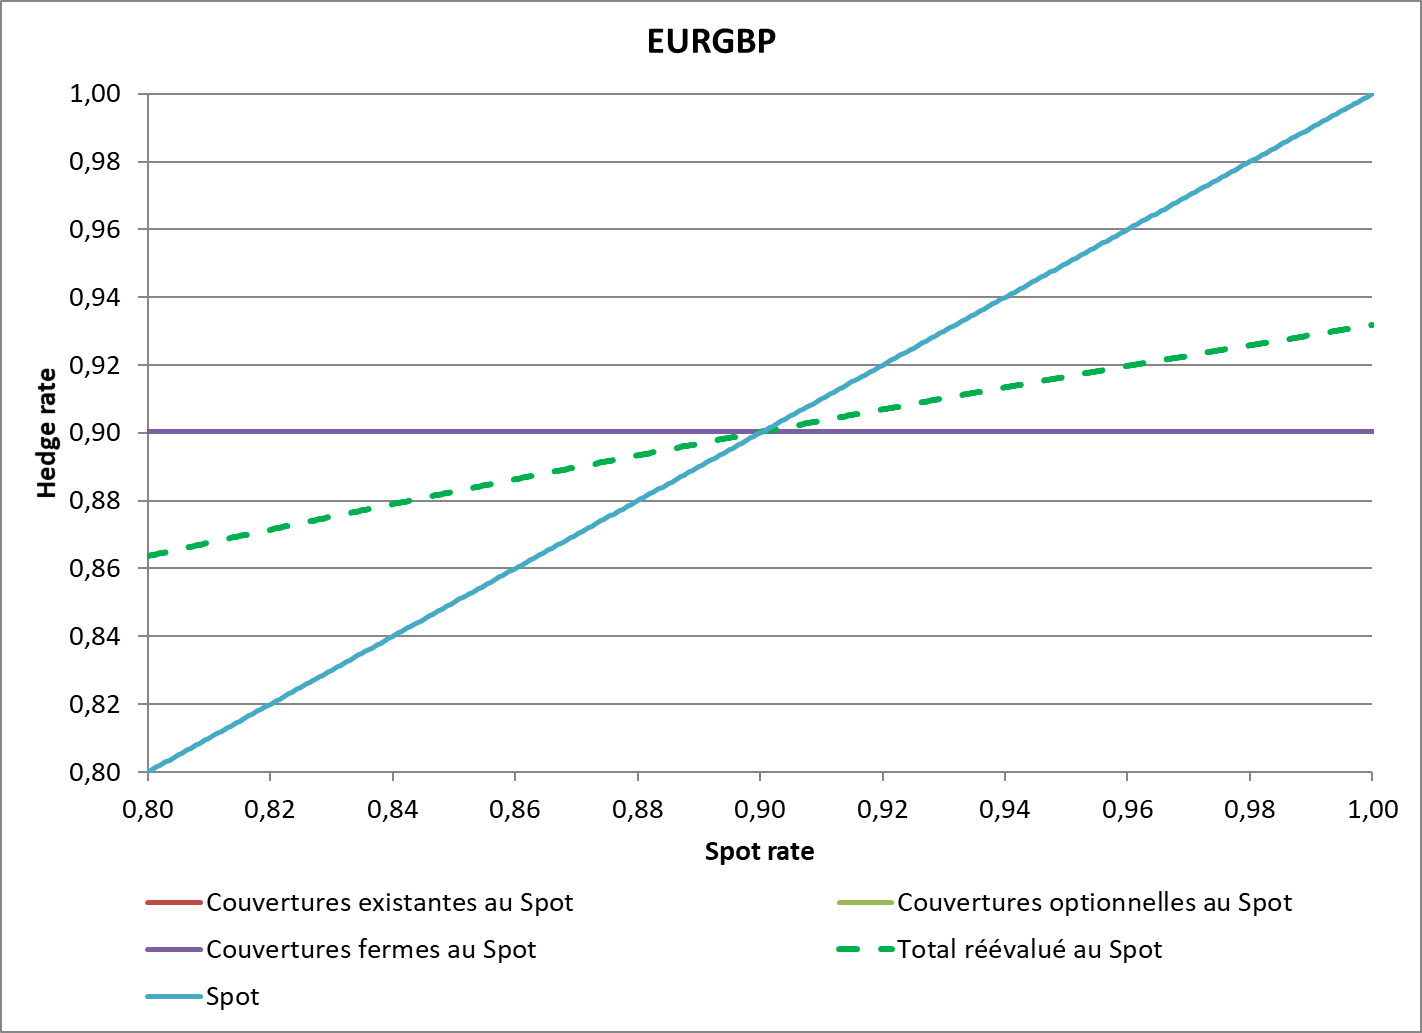 EURGBP
1,00
0,98
0,96
0,94
0,92
0,90
0,88
0,86
0,84
0,82
0,80
Hedge rate
0,80 0,82 0,84 0,86 0,88 0,90 0,92 0,94 0,96 0,98 1,00
Spot rate
Couvertures existantes au Spot
Couvertures optionnelles au Spot
Couvertures fermes au Spot
Total réévalué au Spot
Spot